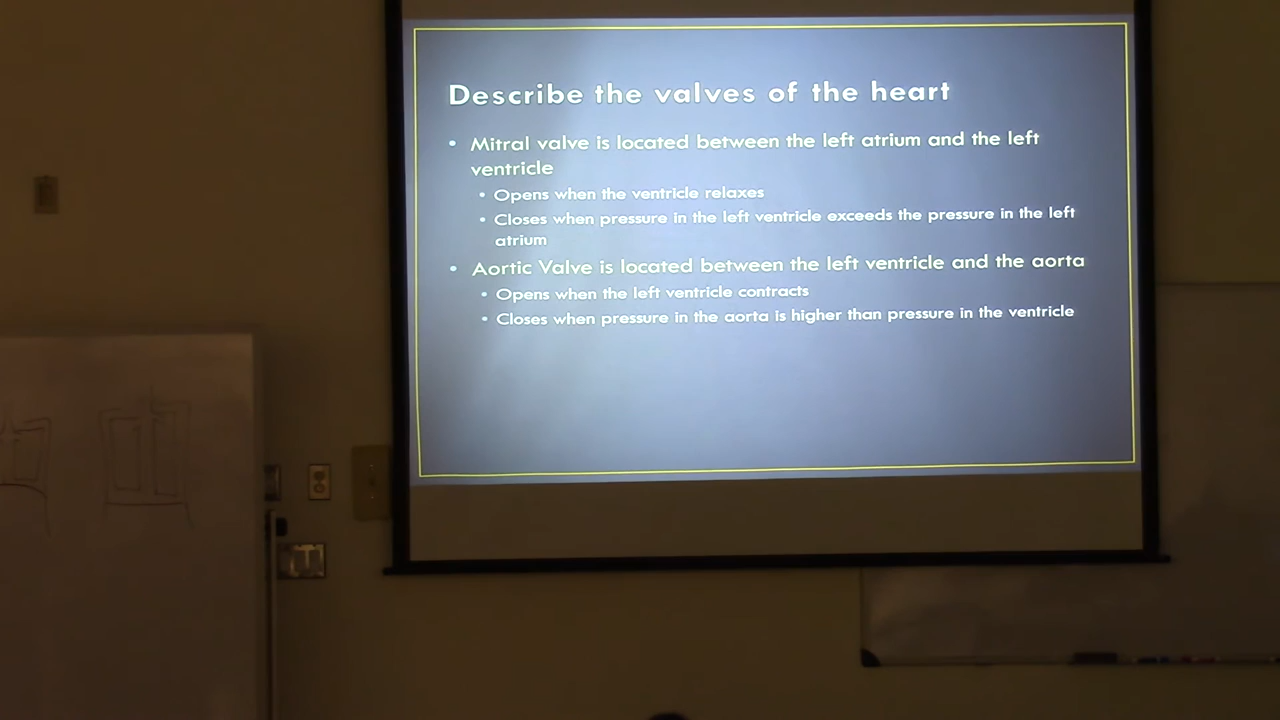 Describe the valves of the heart
• Mitral valve is located between the left atrium and the left
ventricle
• Opens when the ventricle relaxes
• Closes when pressure in the left ventricle exceeds the pressure in the left
atrium
• Aortic Valve is located between the left ventricle and the aorta
• Opens when the left ventricle contracts
• Closes when pressure in the aorta is higher than pressure in the ventricle